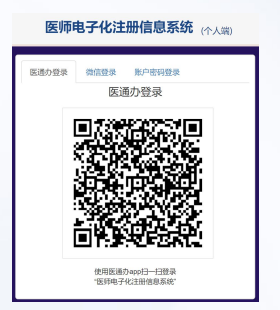 医师电子化注册信息系统 (个人端)
医通办登录 微信登录 账户密码登录
医通办登录
使用医通办app扫一扫登录
“医师电子化注册信息系统”